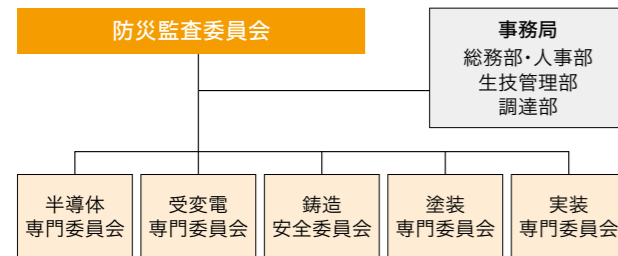 防災監査委員会
事務局
総務部・人事部
生技管理部
調達部
半導体
専門委員会
受変電
専門委員会
鋳造
安全委員会
塗装
専門委員会
実装
専門委員会